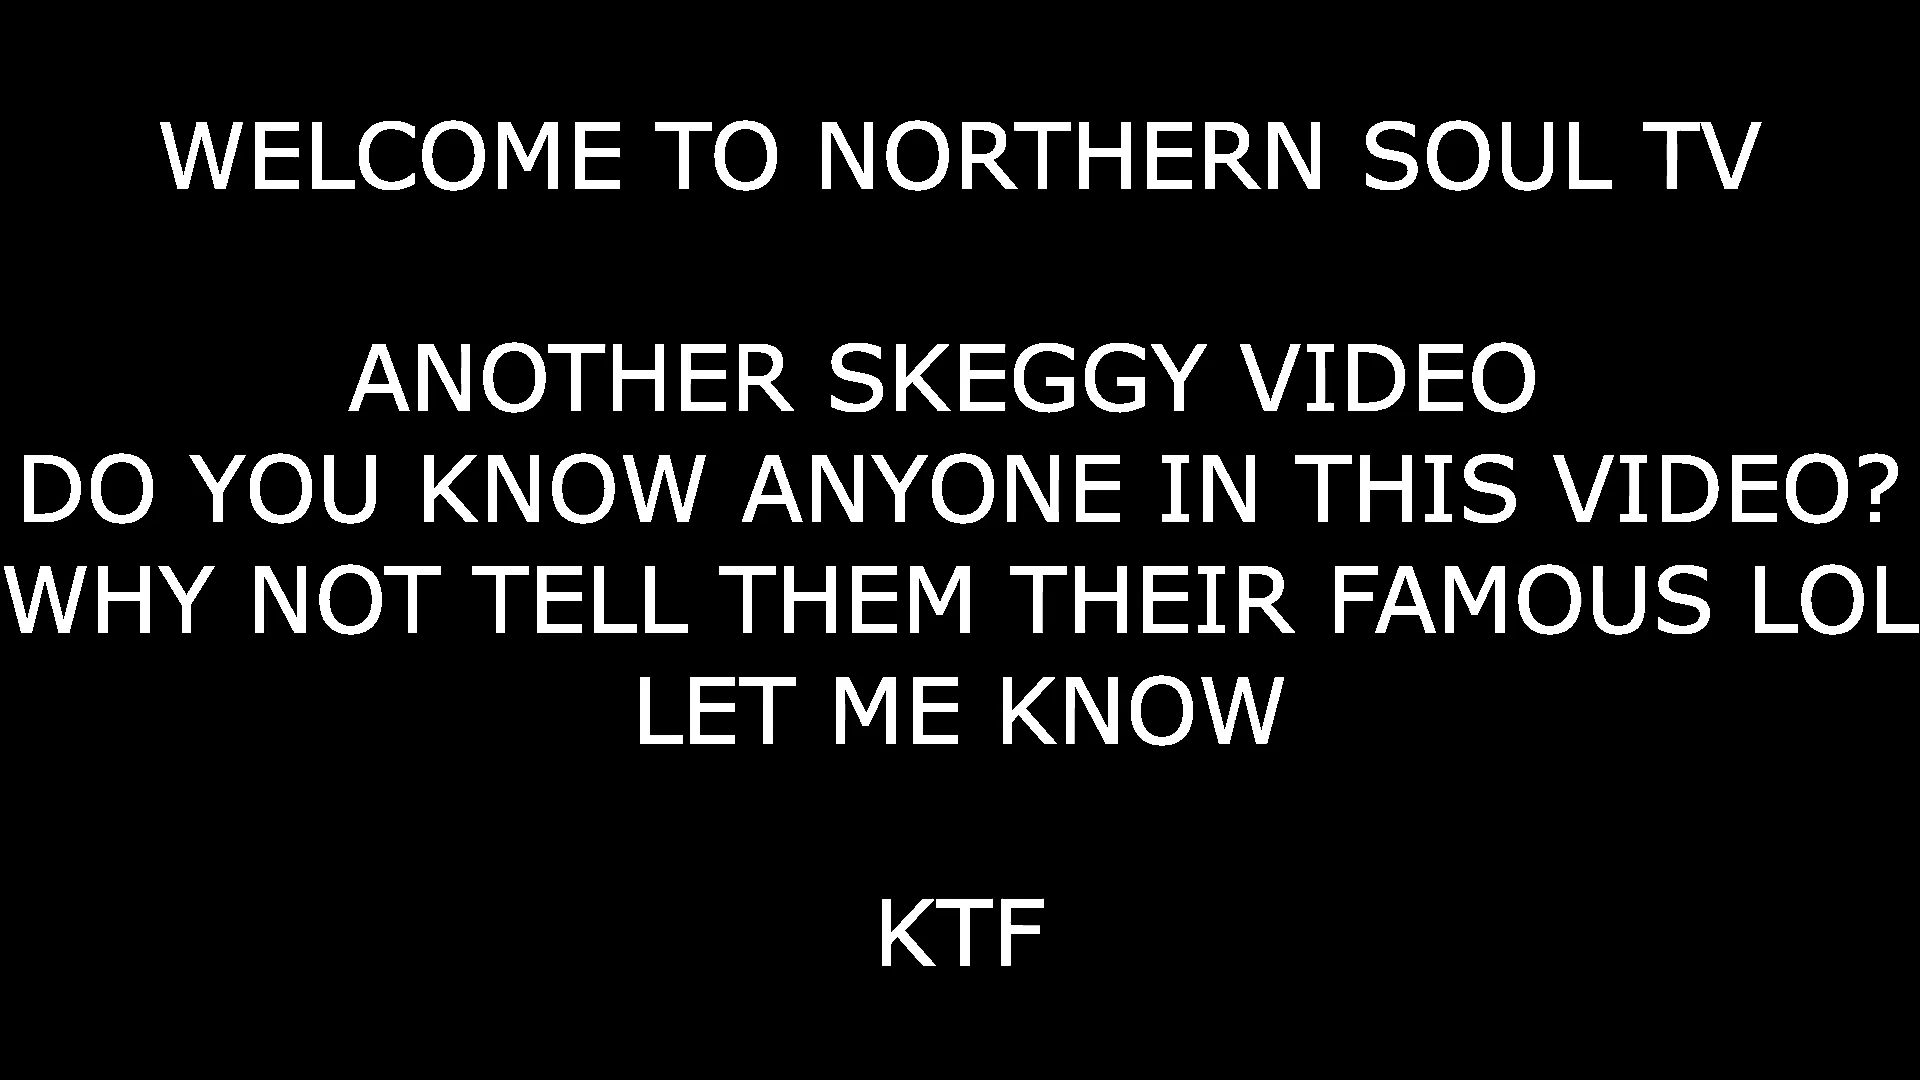 WELCOME TO NORTHERN SOUL TV
ANOTHER SKEGGY VIDEO
DO YOU KNOW ANYONE IN THIS VIDEO?
WHY NOT TELL THEM THEIR FAMOUS LOL
LET ME KNOW
KTF